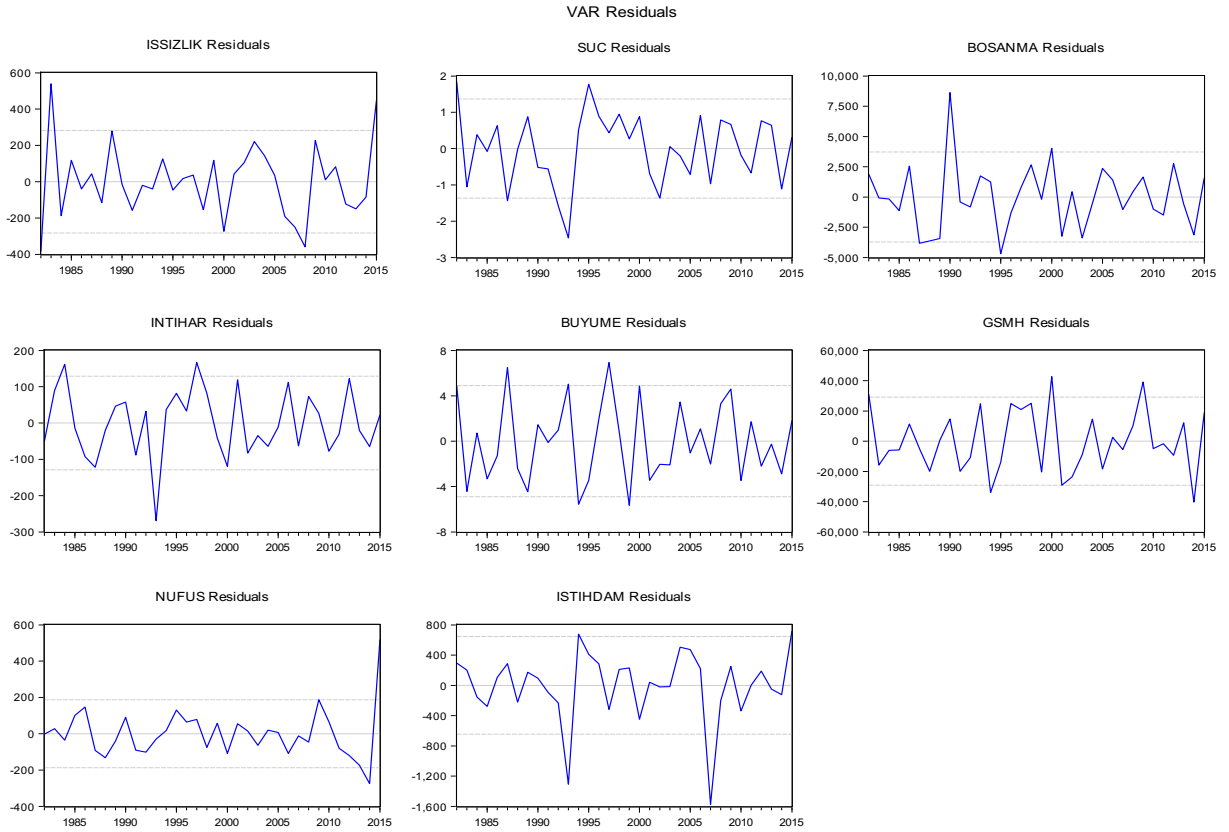 VAR Residuals
ISSIZLIK Residuals
600
400
200
0
-200
-400
1985 1990 1995 2000 2005 2010 2015
SUC Residuals
2
1
0
-1
-2
-3
1985 1990 1995 2000 2005 2010 2015
BOSANMA Residuals
10,000
7,500
5,000
2,500
0
-2,500
-5,000
1985 1990 1995 2000 2005 2010 2015
INTIHAR Residuals
200
100
0
-100
-200
-300
1985 1990 1995 2000 2005 2010 2015
BUYUME Residuals
8
4
0
-4
-8
1985 1990 1995 2000 2005 2010 2015
GSMH Residuals
60,000
40,000
20,000
0
-20,000
-40,000
-60,000
1985 1990 1995 2000 2005 2010 2015
NUFUS Residuals
600
400
200
0
-200
-400
1985 1990 1995 2000 2005 2010 2015
ISTIHDAM Residuals
800
400
0
-400
-800
-1,200
-1,600
1985 1990 1995 2000 2005 2010 2015